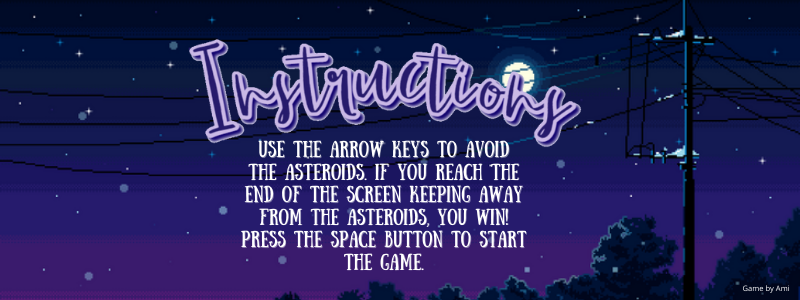 Instructions
USE THE ARROW KEYS TO AVOID
THE ASTEROIDS. IF YOU REACH THE
END OF THE SCREEN KEEPING AWAY
FROM THE ASTEROIDS, YOU WIN!
PRESS THE SPACE BUTTON TO START
THE GAME.
Game by Ami